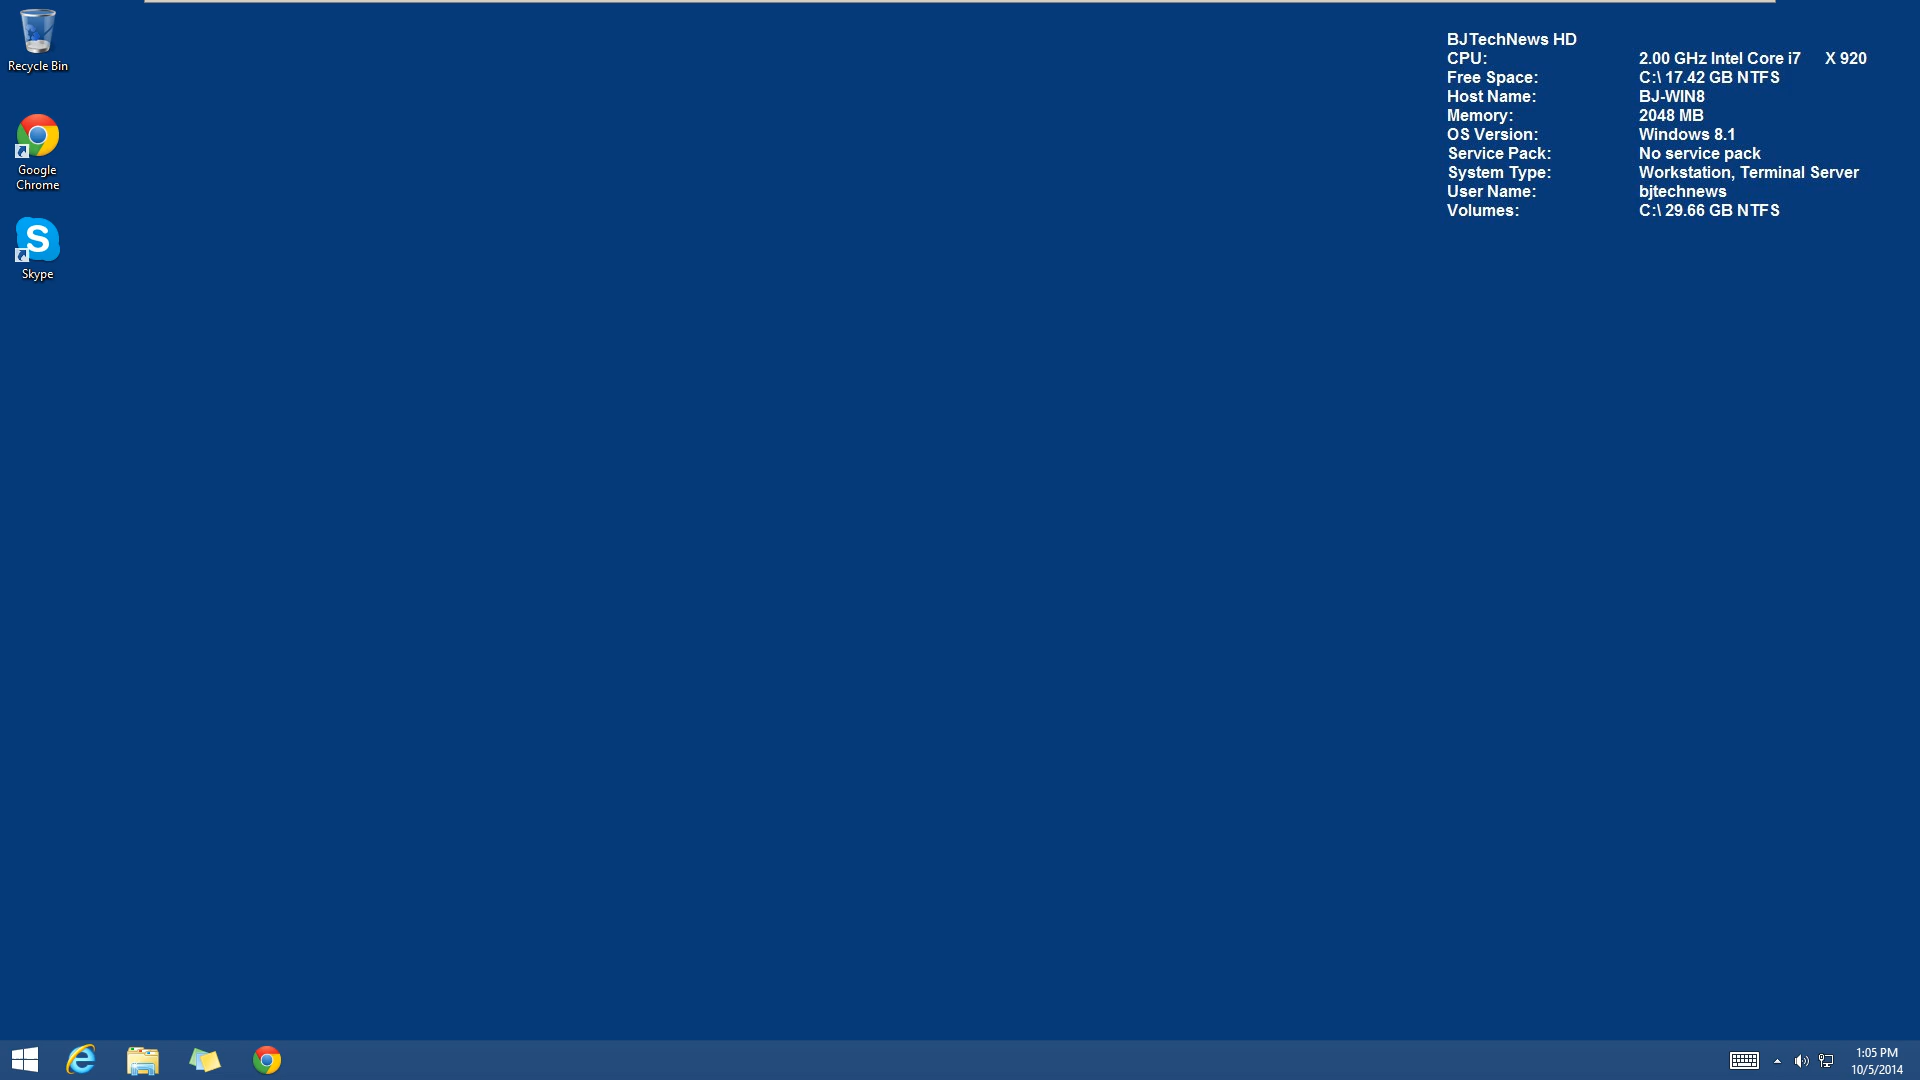 Recycle Bin
Google
Chrome
Skype
BJTechNews HD
CPU: 2.00 GHz Intel Core i7 X 920
Free Space: C:\ 17.42 GB NTFS
Host Name: BJ-WIN8
Memory: 2048 MB
OS Version: Windows 8.1
Service Pack: No service pack
System Type: Workstation, Terminal Server
User Name: bjtechnews
Volumes: C:\ 29.66 GB NTFS
1:05 PM
10/5/2014